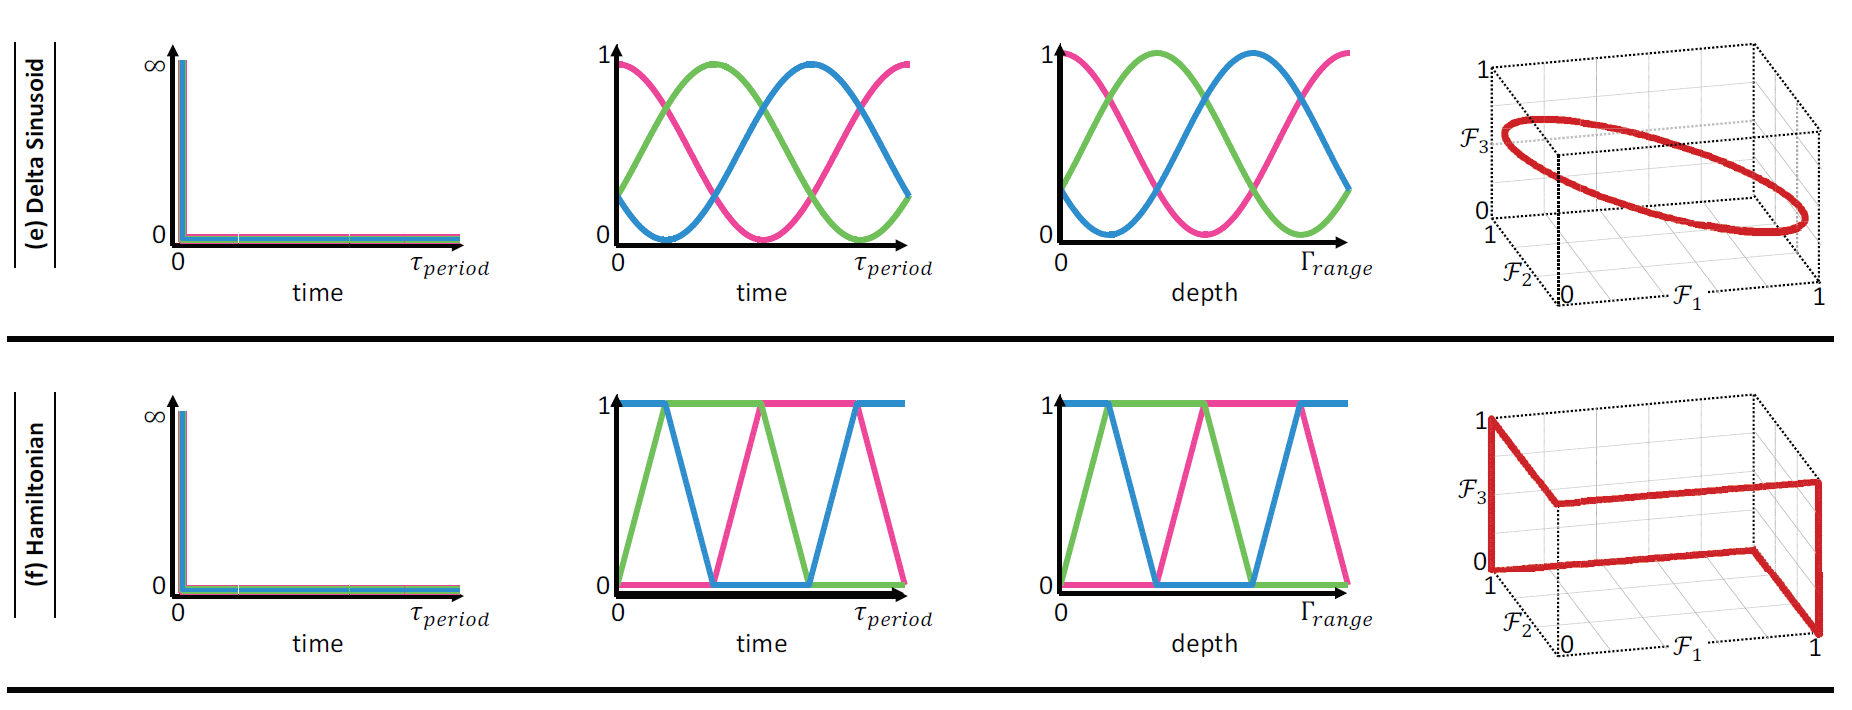 (e) Delta Sinusoid
∞
0
0
τperiod
time
1
0
0
τperiod
time
1
0
0
Γrange
depth
1
ℱ3
0
1
ℱ2
0
ℱ1
1
(f) Hamiltonian
∞
0
0
τperiod
time
1
0
0
τperiod
time
1
0
0
Γrange
depth
1
ℱ3
0
1
ℱ2
0
ℱ1
1